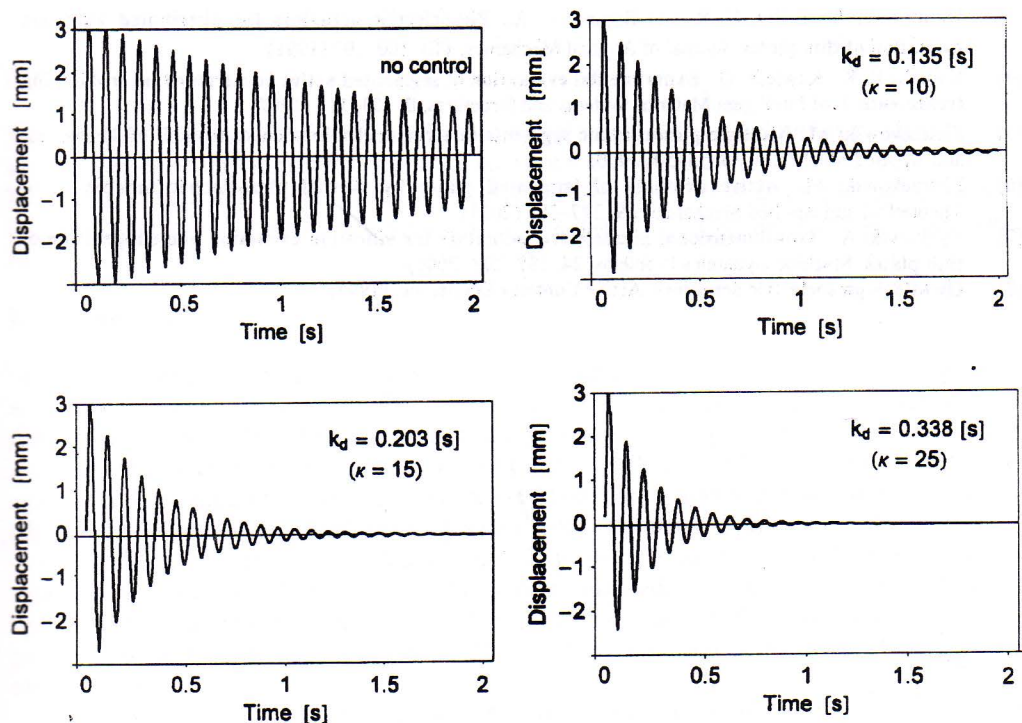 3
2
1
0
−1
−2
Displacement [mm]
no control
0
0.5
1
1.5
2
Time [s]
3
2
1
0
−1
−2
Displacement [mm]
k_d = 0.135 [s]
(κ = 10)
0
0.5
1
1.5
2
Time [s]
3
2
1
0
−1
−2
Displacement [mm]
k_d = 0.203 [s]
(κ = 15)
0
0.5
1
1.5
2
Time [s]
3
2
1
0
−1
−2
Displacement [mm]
k_d = 0.338 [s]
(κ = 25)
0
0.5
1
1.5
2
Time [s]